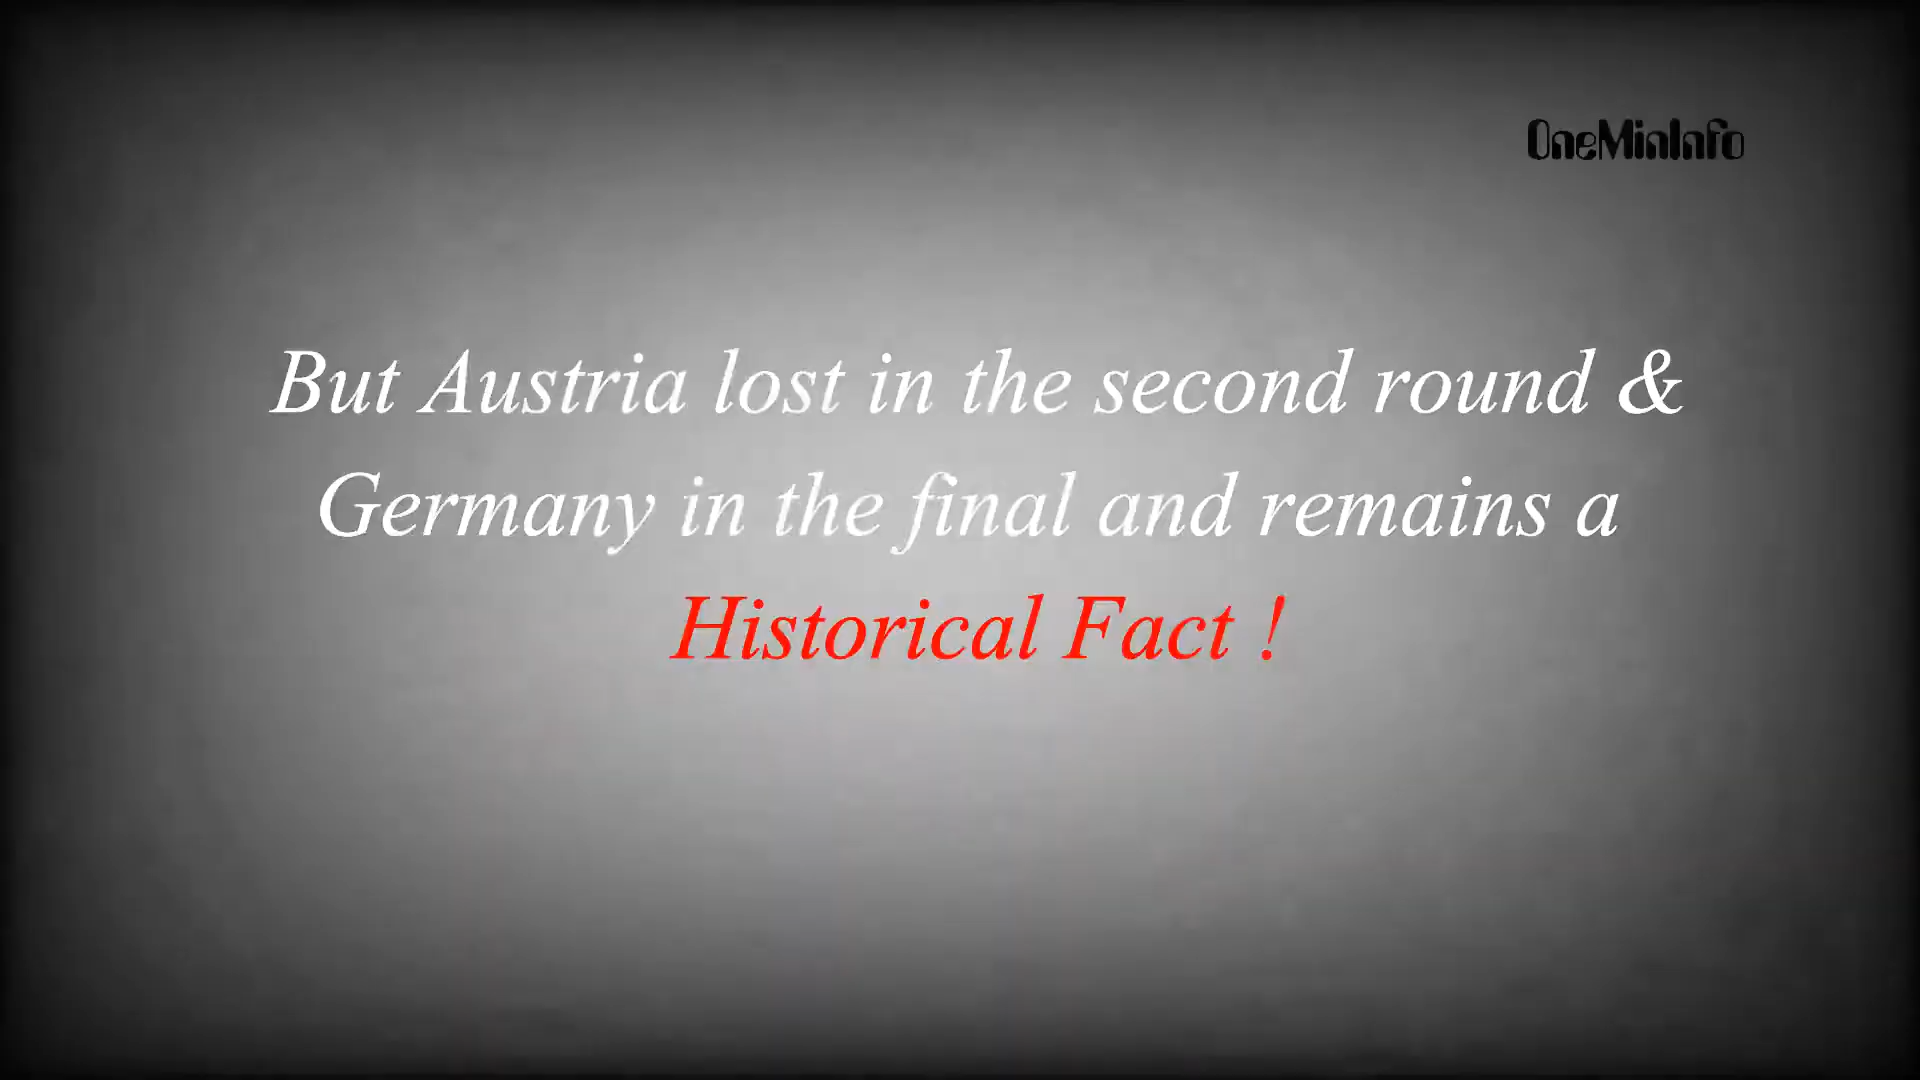 OneMinInfo
But Austria lost in the second round &
Germany in the final and remains a
Historical Fact !